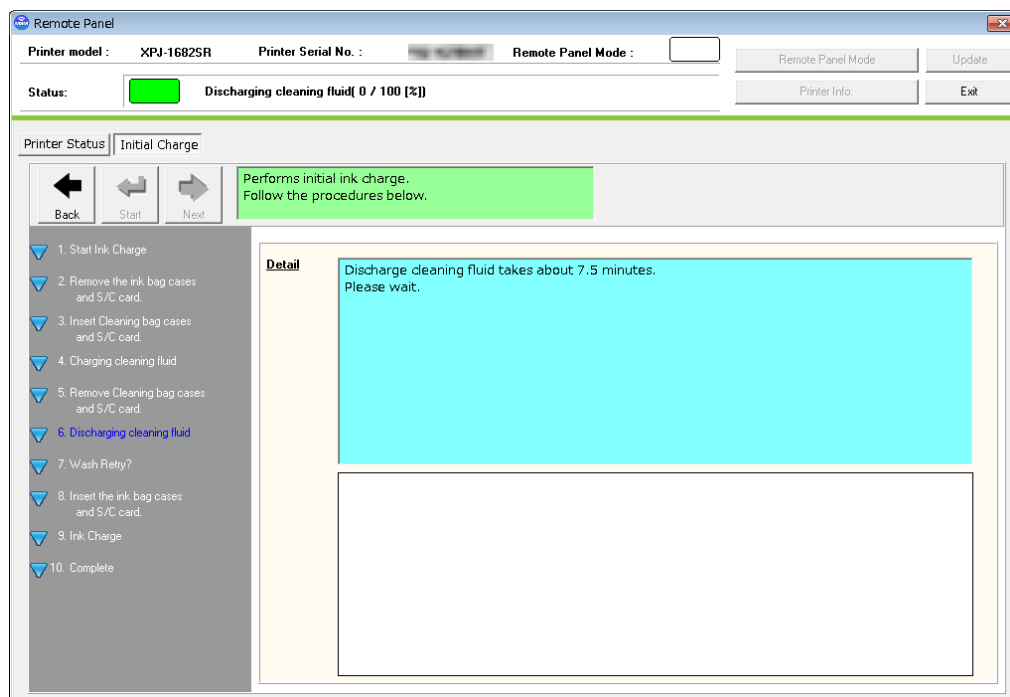 Remote Panel
Printer model : XPJ-1682SR Printer Serial No. : Remote Panel Mode :
Remote Panel Mode Update
Status: Discharging cleaning fluid( 0 / 100 [%])
Printer Info. Exit
Printer Status Initial Charge
Back Start Next
Performs initial ink charge.
Follow the procedures below.
1. Start Ink Charge
2. Remove the ink bag cases
and S/C card.
3. Insert Cleaning bag cases
and S/C card.
4. Charging cleaning fluid
5. Remove Cleaning bag cases
and S/C card.
6. Discharging cleaning fluid
7. Wash Retry?
8. Insert the ink bag cases
and S/C card.
9. Ink Charge
10. Complete
Detail
Discharge cleaning fluid takes about 7.5 minutes.
Please wait.